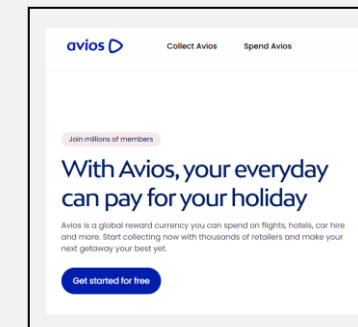 avios
Collect Avios Spend Avios
Join millions of members
With Avios, your everyday
can pay for your holiday
Avios is a global reward currency you can spend on flights, hotels, car hire
and more. Start collecting now with thousands of retailers and make your
next getaway your best yet.
Get started for free